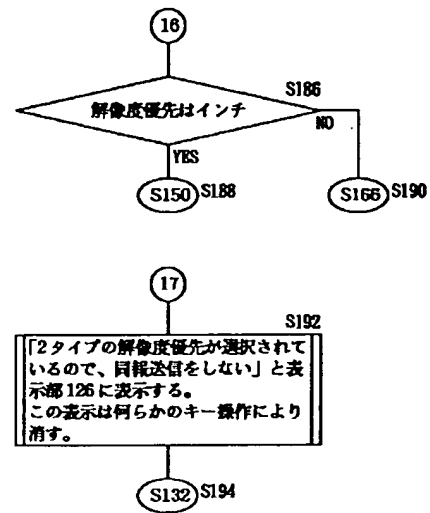 16
S186
解像度優先はインチ
NO
YES
S150 S188
S166 S190
17
S192
「2タイプの解像度優先が選択されて
いるので、同報送信をしない」と表
示部126に表示する。
この表示は何らかのキー操作により
消す。
S132 S194